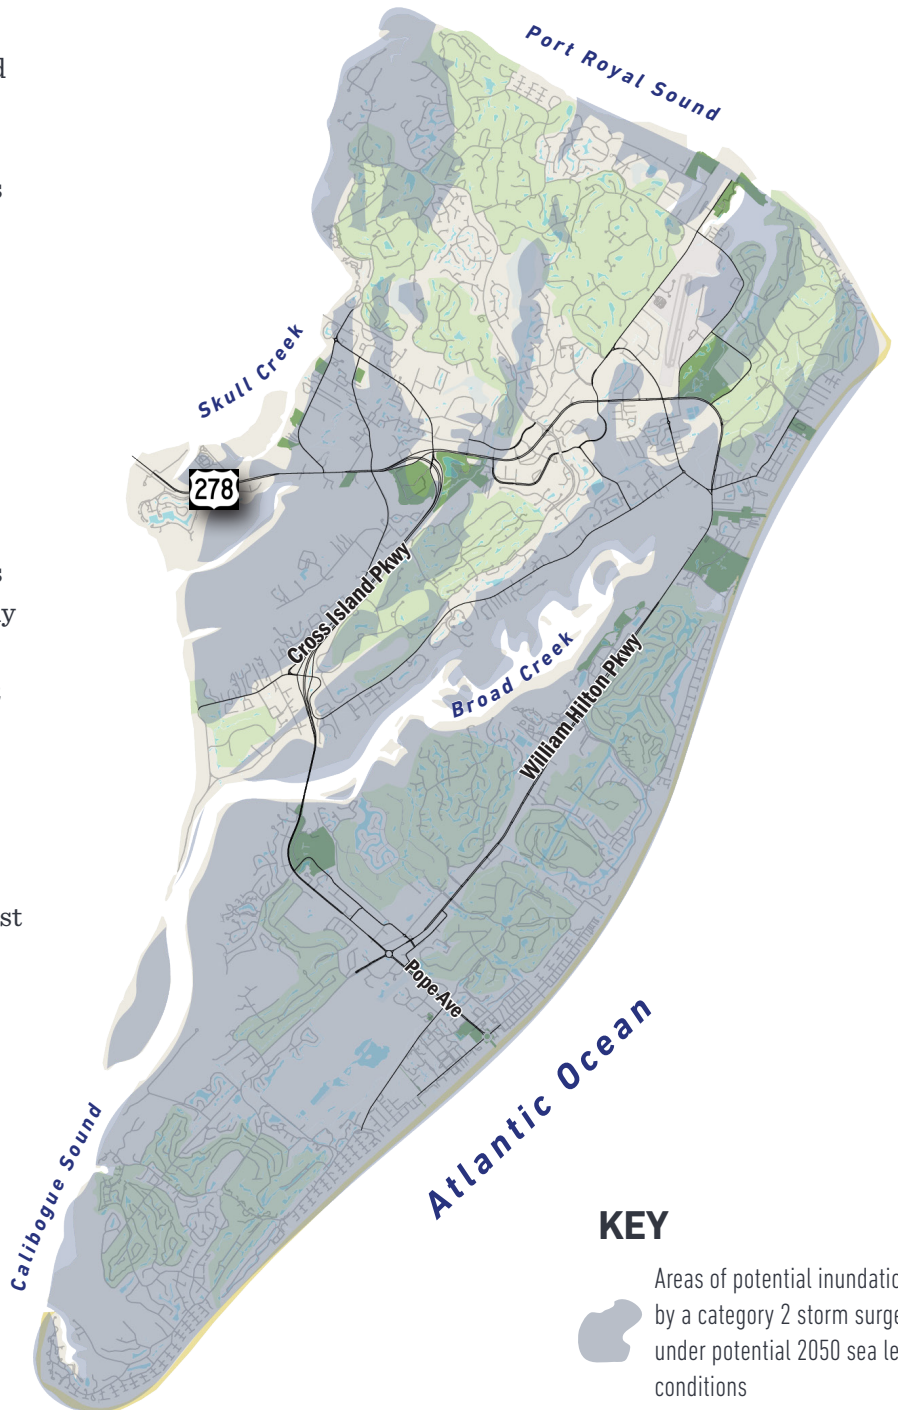 d
Port Royal Sound
s
Skull Creek
278
s
y
Cross Island Pkwy
Broad Creek
William Hilton Pkwy
st
Pope Ave
Atlantic Ocean
Calibogue Sound
KEY
Areas of potential inundatio
by a category 2 storm surge
under potential 2050 sea le
conditions